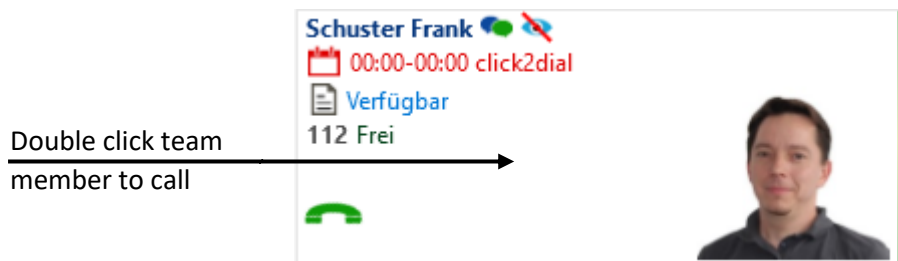 Schuster Frank
00:00-00:00 click2dial
Verfügbar
112 Frei
Double click team
member to call